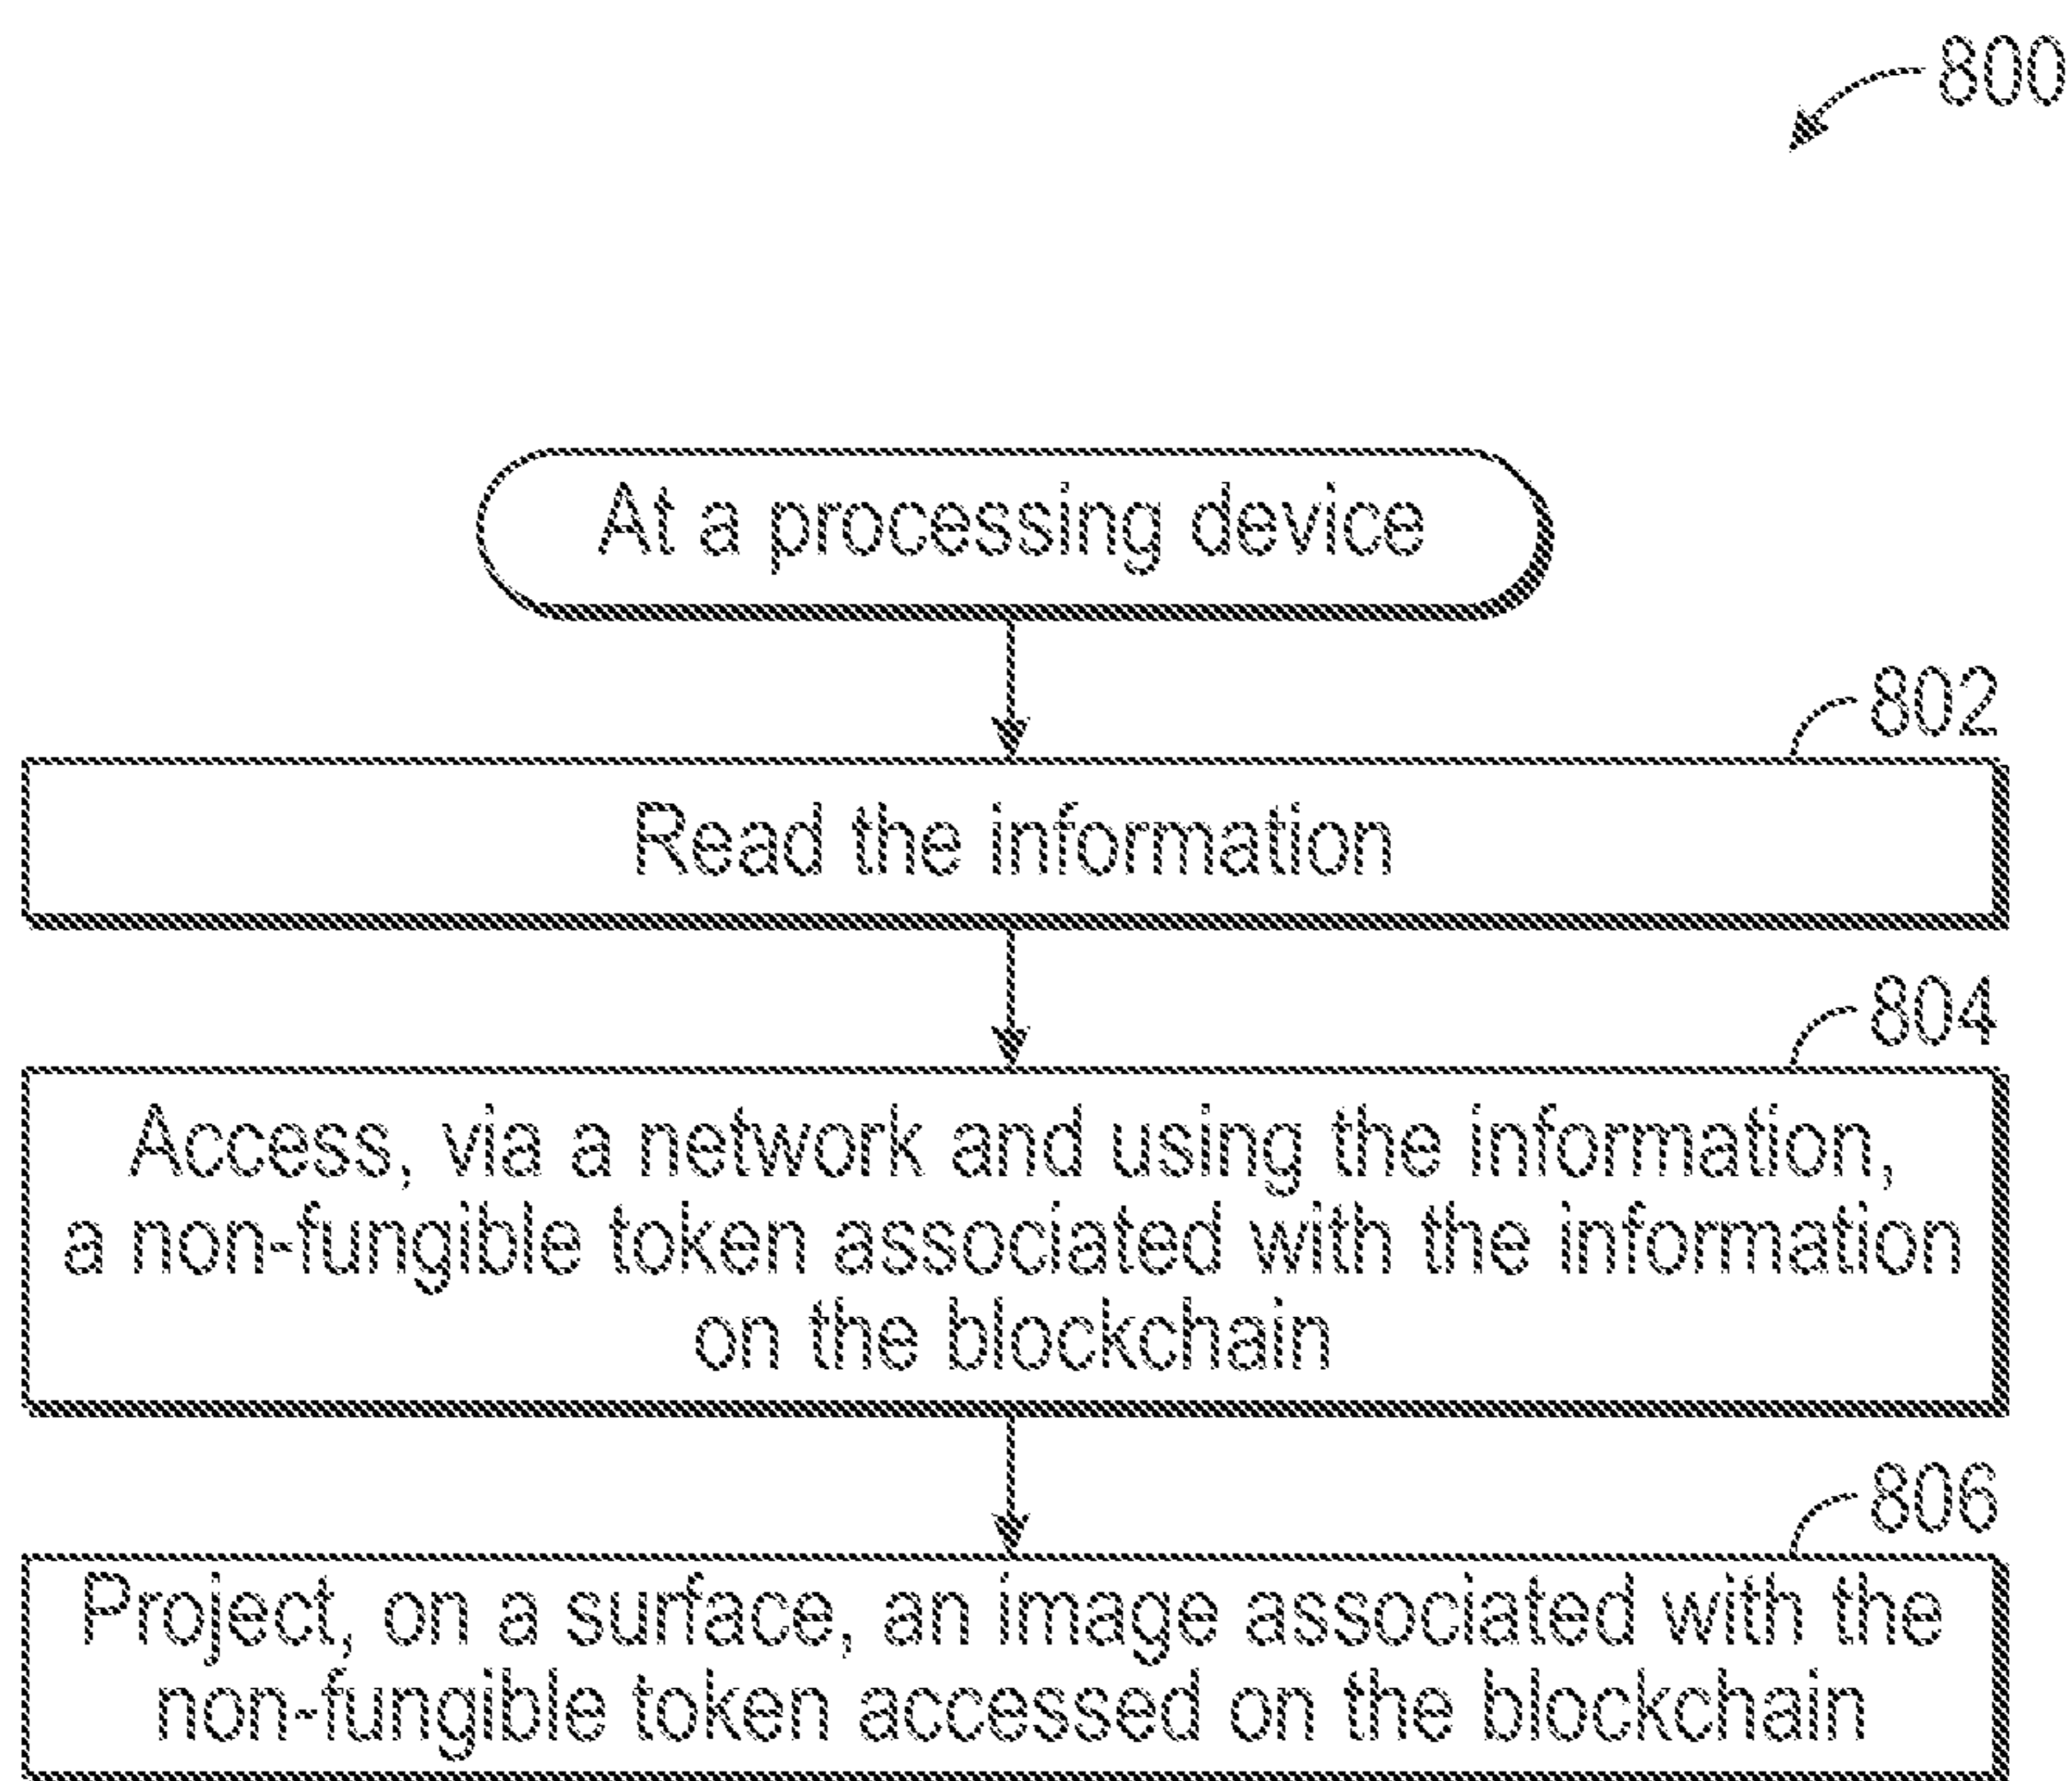 800
At a processing device
802
Read the information
804
Access, via a network and using the information,
a non-fungible token associated with the information
on the blockchain
806
Project, on a surface, an image associated with the
non-fungible token accessed on the blockchain